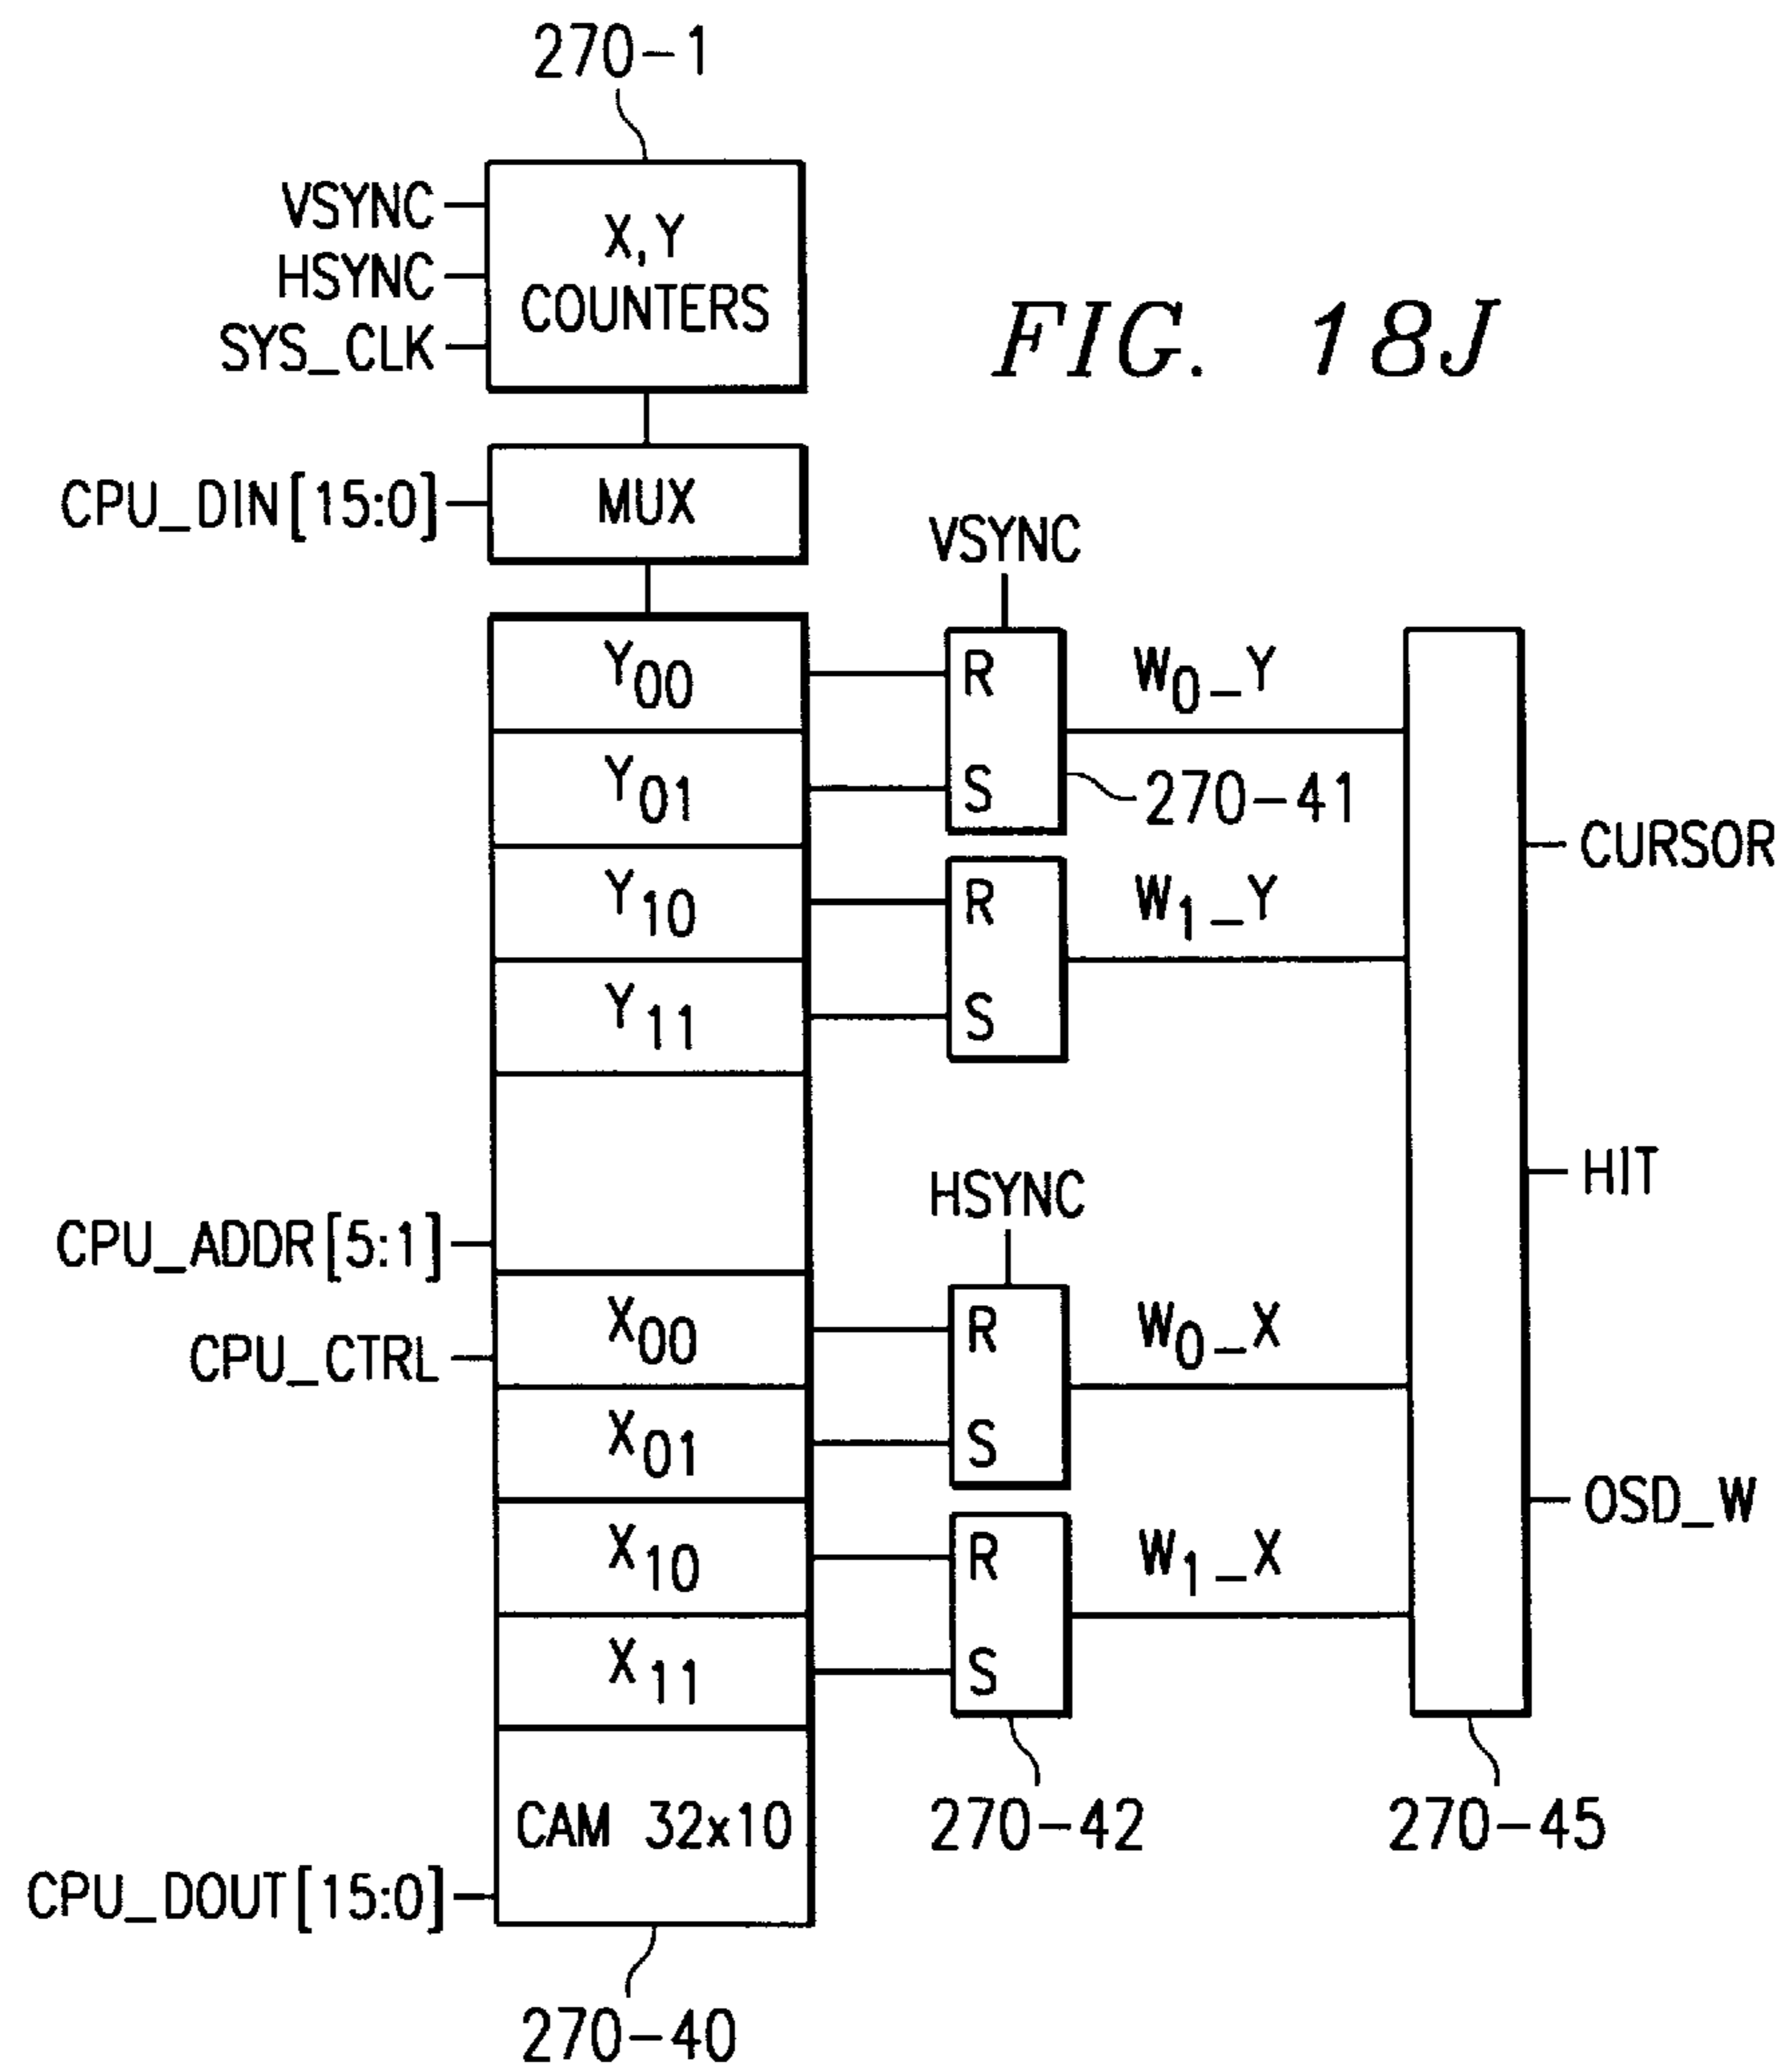 270-1
VSYNC
HSYNC
SYS_CLK
X,Y
COUNTERS
FIG. 18J
CPU_DIN[15:0]
MUX
VSYNC
Y00
R
W0_Y
Y01
S
270-41
CURSOR
Y10
R
W1_Y
Y11
S
HSYNC
HIT
CPU_ADDR[5:1]
X00
R
W0_X
CPU_CTRL
X01
S
OSD_W
X10
R
W1_X
X11
S
CAM 32x10
270-42
270-45
CPU_DOUT[15:0]
270-40